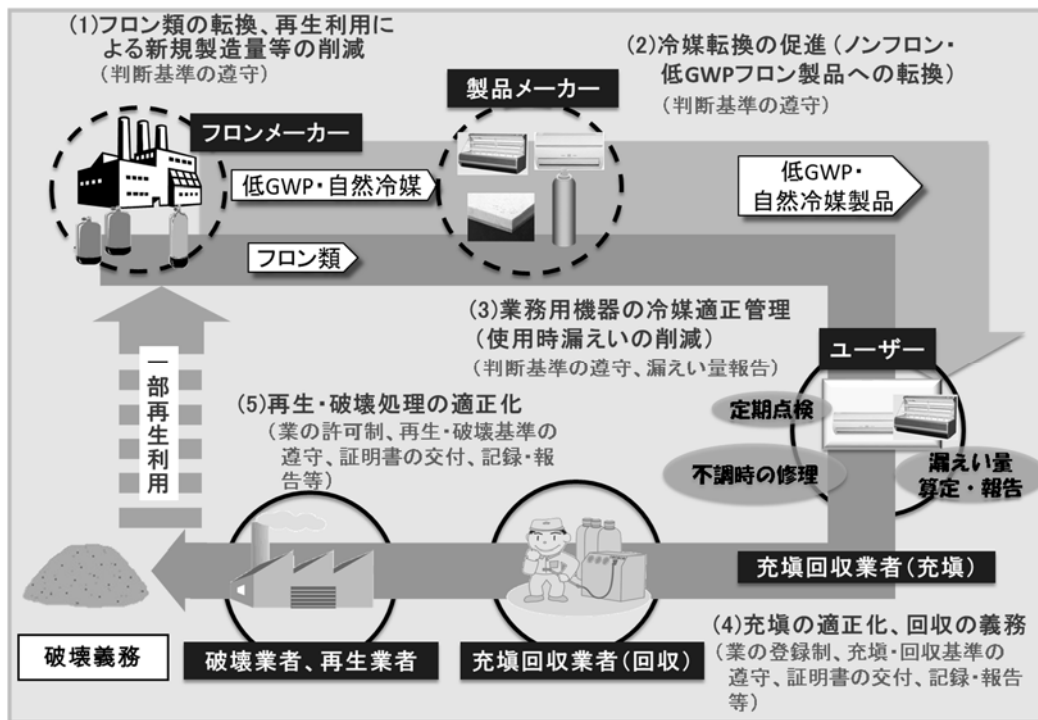 (1)フロン類の転換、再生利用に
よる新規製造量等の削減
(判断基準の遵守)
(2)冷媒転換の促進(ノンフロン・
低GWPフロン製品への転換)
(判断基準の遵守)
製品メーカー
フロンメーカー
低GWP・自然冷媒
低GWP・
自然冷媒製品
フロン類
(3)業務用機器の冷媒適正管理
(使用時漏えいの削減)
(判断基準の遵守、漏えい量報告)
ユーザー
定期点検
不調時の修理
漏えい量
算定・報告
一部再生利用
(5)再生・破壊処理の適正化
(業の許可制、再生・破壊基準の
遵守、証明書の交付、記録・報
告等)
充塡回収業者(充塡)
(4)充塡の適正化、回収の義務
(業の登録制、充塡・回収基準の
遵守、証明書の交付、記録・報告
等)
破壊義務
破壊業者、再生業者
充塡回収業者(回収)